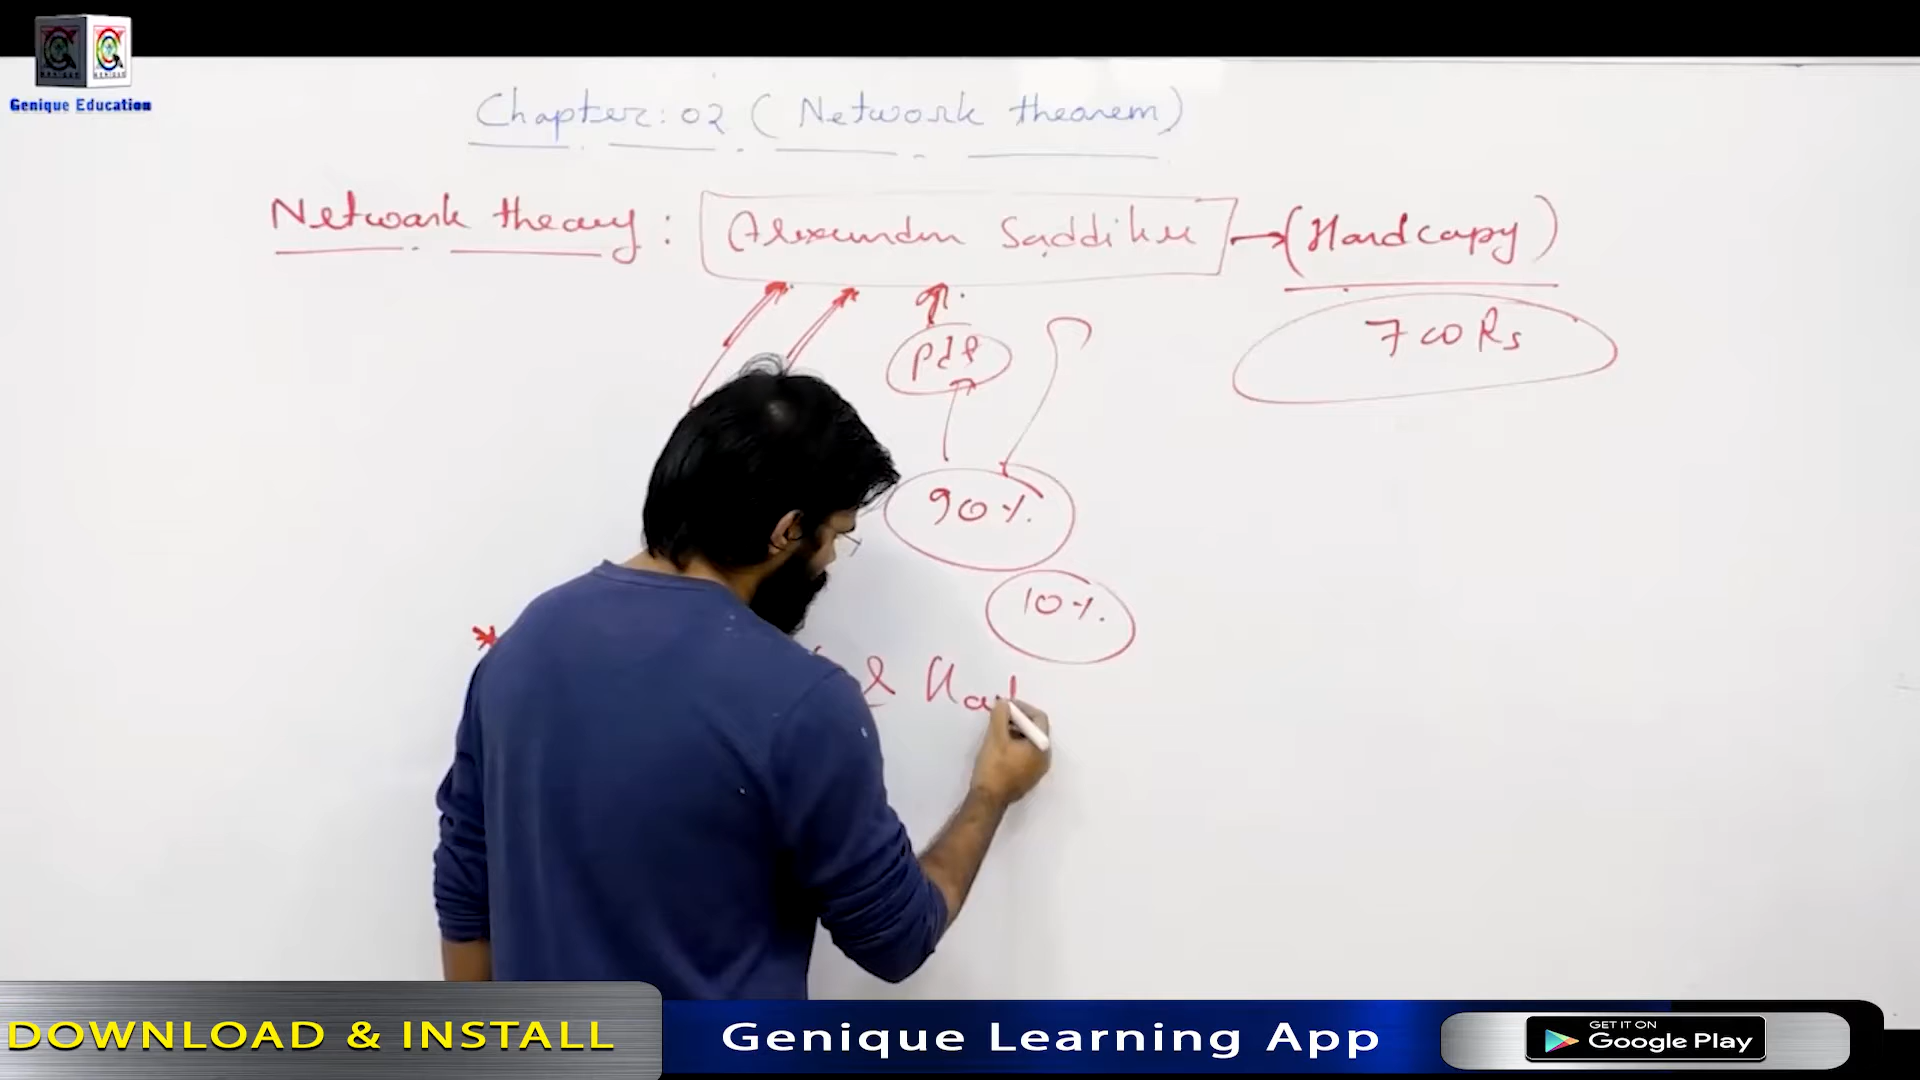 Genique Education
Chapter: 02 ( Network theorem )
Network theory : Alexander Saddiku → (Hardcopy)
700 Rs
pdf
90%.
10%.
*
&
DOWNLOAD & INSTALL
Genique Learning App
GET IT ON
Google Play